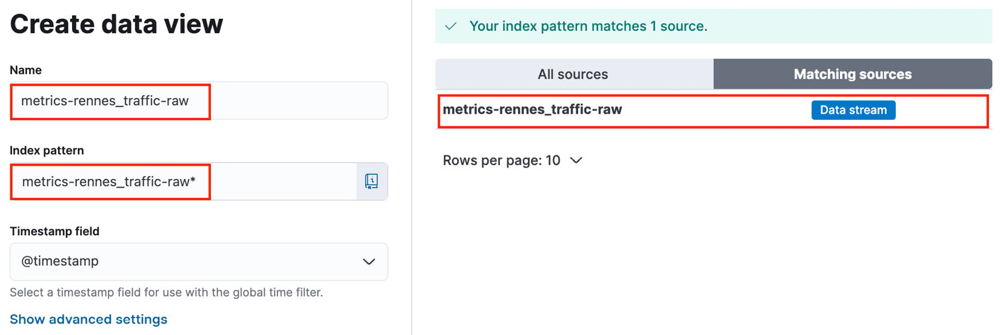 Create data view
Name
metrics-rennes_traffic-raw
Index pattern
metrics-rennes_traffic-raw*
Timestamp field
@timestamp
Select a timestamp field for use with the global time filter.
Show advanced settings
Your index pattern matches 1 source.
All sources
Matching sources
metrics-rennes_traffic-raw
Data stream
Rows per page: 10